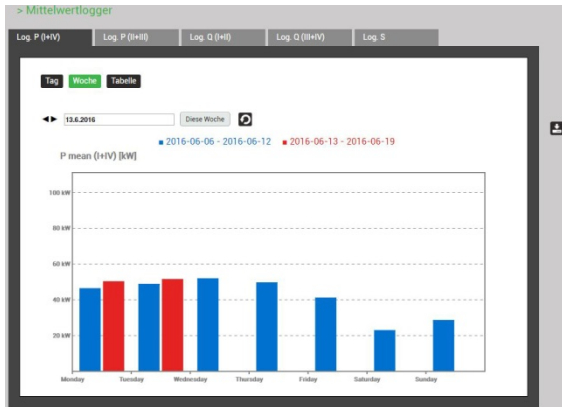 > Mittelwertlogger
Log. P (I+IV) Log. P (II+III) Log. Q (I+II) Log. Q (III+IV) Log. S
Tag Woche Tabelle
13.6.2016 Diese Woche
2016-06-06 - 2016-06-12 2016-06-13 - 2016-06-19
P mean (I+IV) [kW]
100 kW
80 kW
60 kW
40 kW
20 kW
Monday Tuesday Wednesday Thursday Friday Saturday Sunday